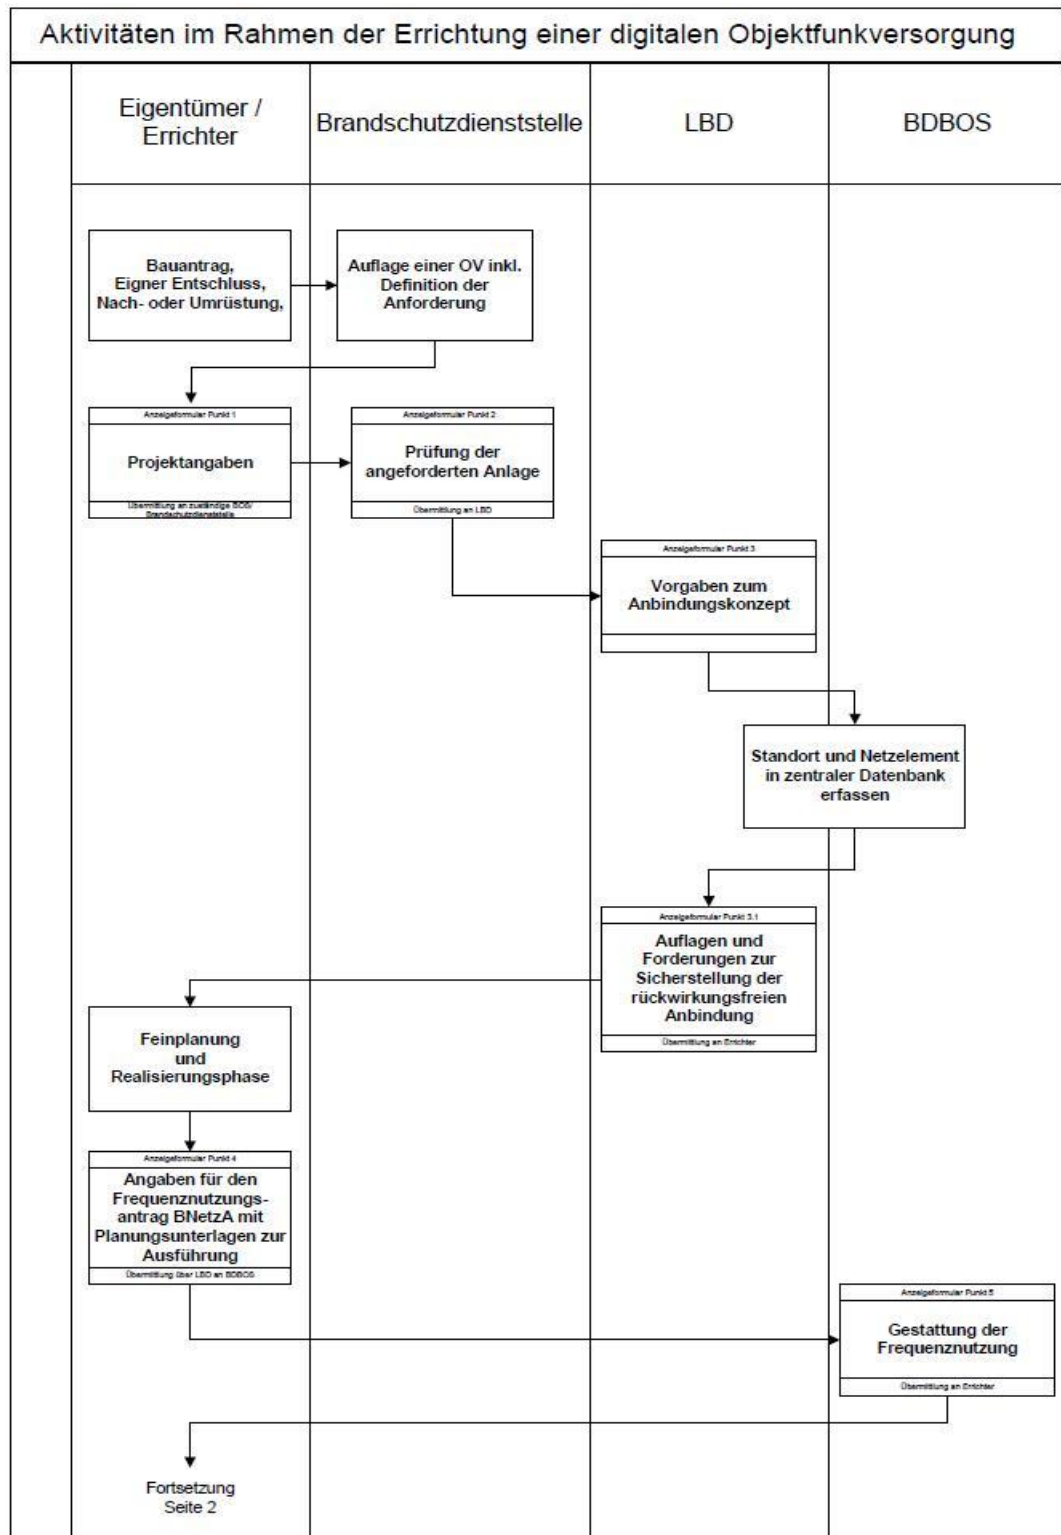 Aktivitäten im Rahmen der Errichtung einer digitalen Objektfunkversorgung
Eigentümer /
Errichter
Brandschutzdienststelle
LBD
BDBOS
Bauantrag,
Eigner Entschluss,
Nach- oder Umrüstung,
Auflage einer OV inkl.
Definition der
Anforderung
Anzeigeformular Punkt 1
Projektangaben
Übermittlung an zuständige BOS/
Brandschutzdienststelle
Anzeigeformular Punkt 2
Prüfung der
angeforderten Anlage
Übermittlung an LBD
Anzeigeformular Punkt 3
Vorgaben zum
Anbindungskonzept
Standort und Netzelement
in zentraler Datenbank
erfassen
Anzeigeformular Punkt 3.1
Auflagen und
Forderungen zur
Sicherstellung der
rückwirkungsfreien
Anbindung
Übermittlung an Errichter
Feinplanung
und
Realisierungsphase
Anzeigeformular Punkt 4
Angaben für den
Frequenznutzungs-
antrag BNetzA mit
Planungsunterlagen zur
Ausführung
Übermittlung über LBD an BDBOS
Anzeigeformular Punkt 5
Gestattung der
Frequenznutzung
Übermittlung an Errichter
Fortsetzung
Seite 2